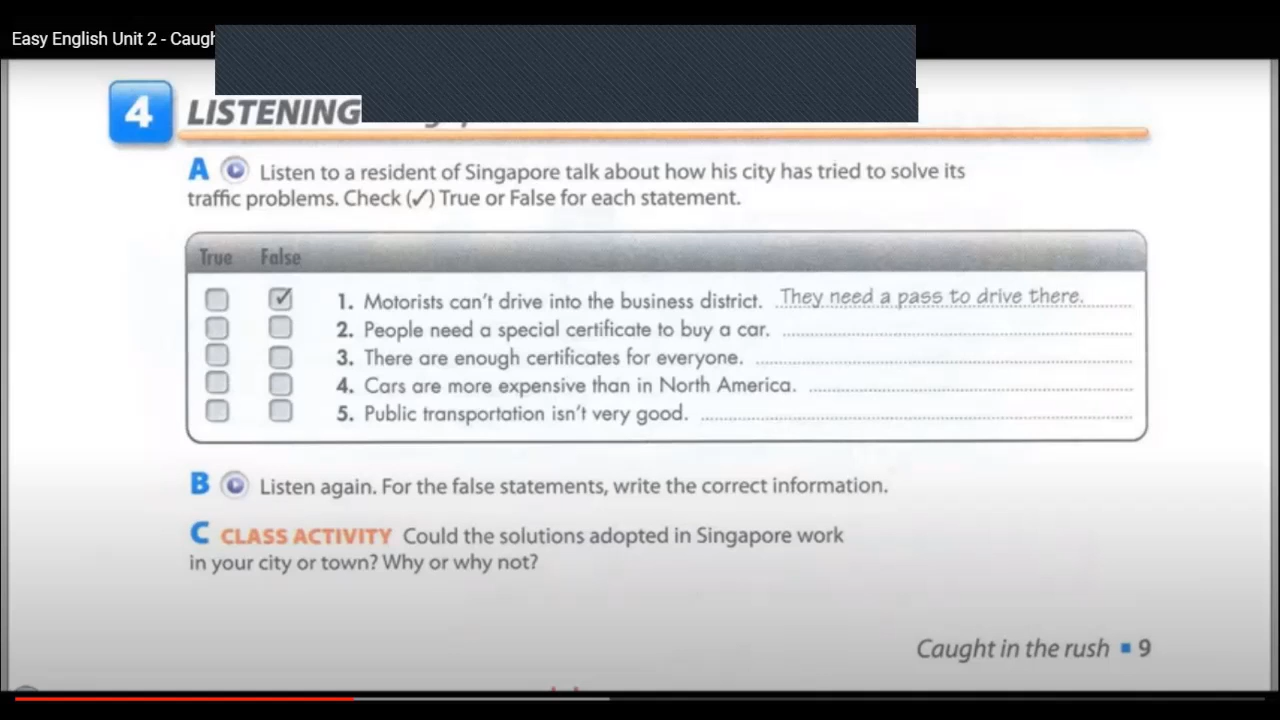 Easy English Unit 2 - Caugh
4 LISTENING
A Listen to a resident of Singapore talk about how his city has tried to solve its
traffic problems. Check (✓) True or False for each statement.
True False
✓ 1. Motorists can't drive into the business district. They need a pass to drive there.
2. People need a special certificate to buy a car.
3. There are enough certificates for everyone.
4. Cars are more expensive than in North America.
5. Public transportation isn't very good.
B Listen again. For the false statements, write the correct information.
C CLASS ACTIVITY Could the solutions adopted in Singapore work
in your city or town? Why or why not?
Caught in the rush ▪ 9